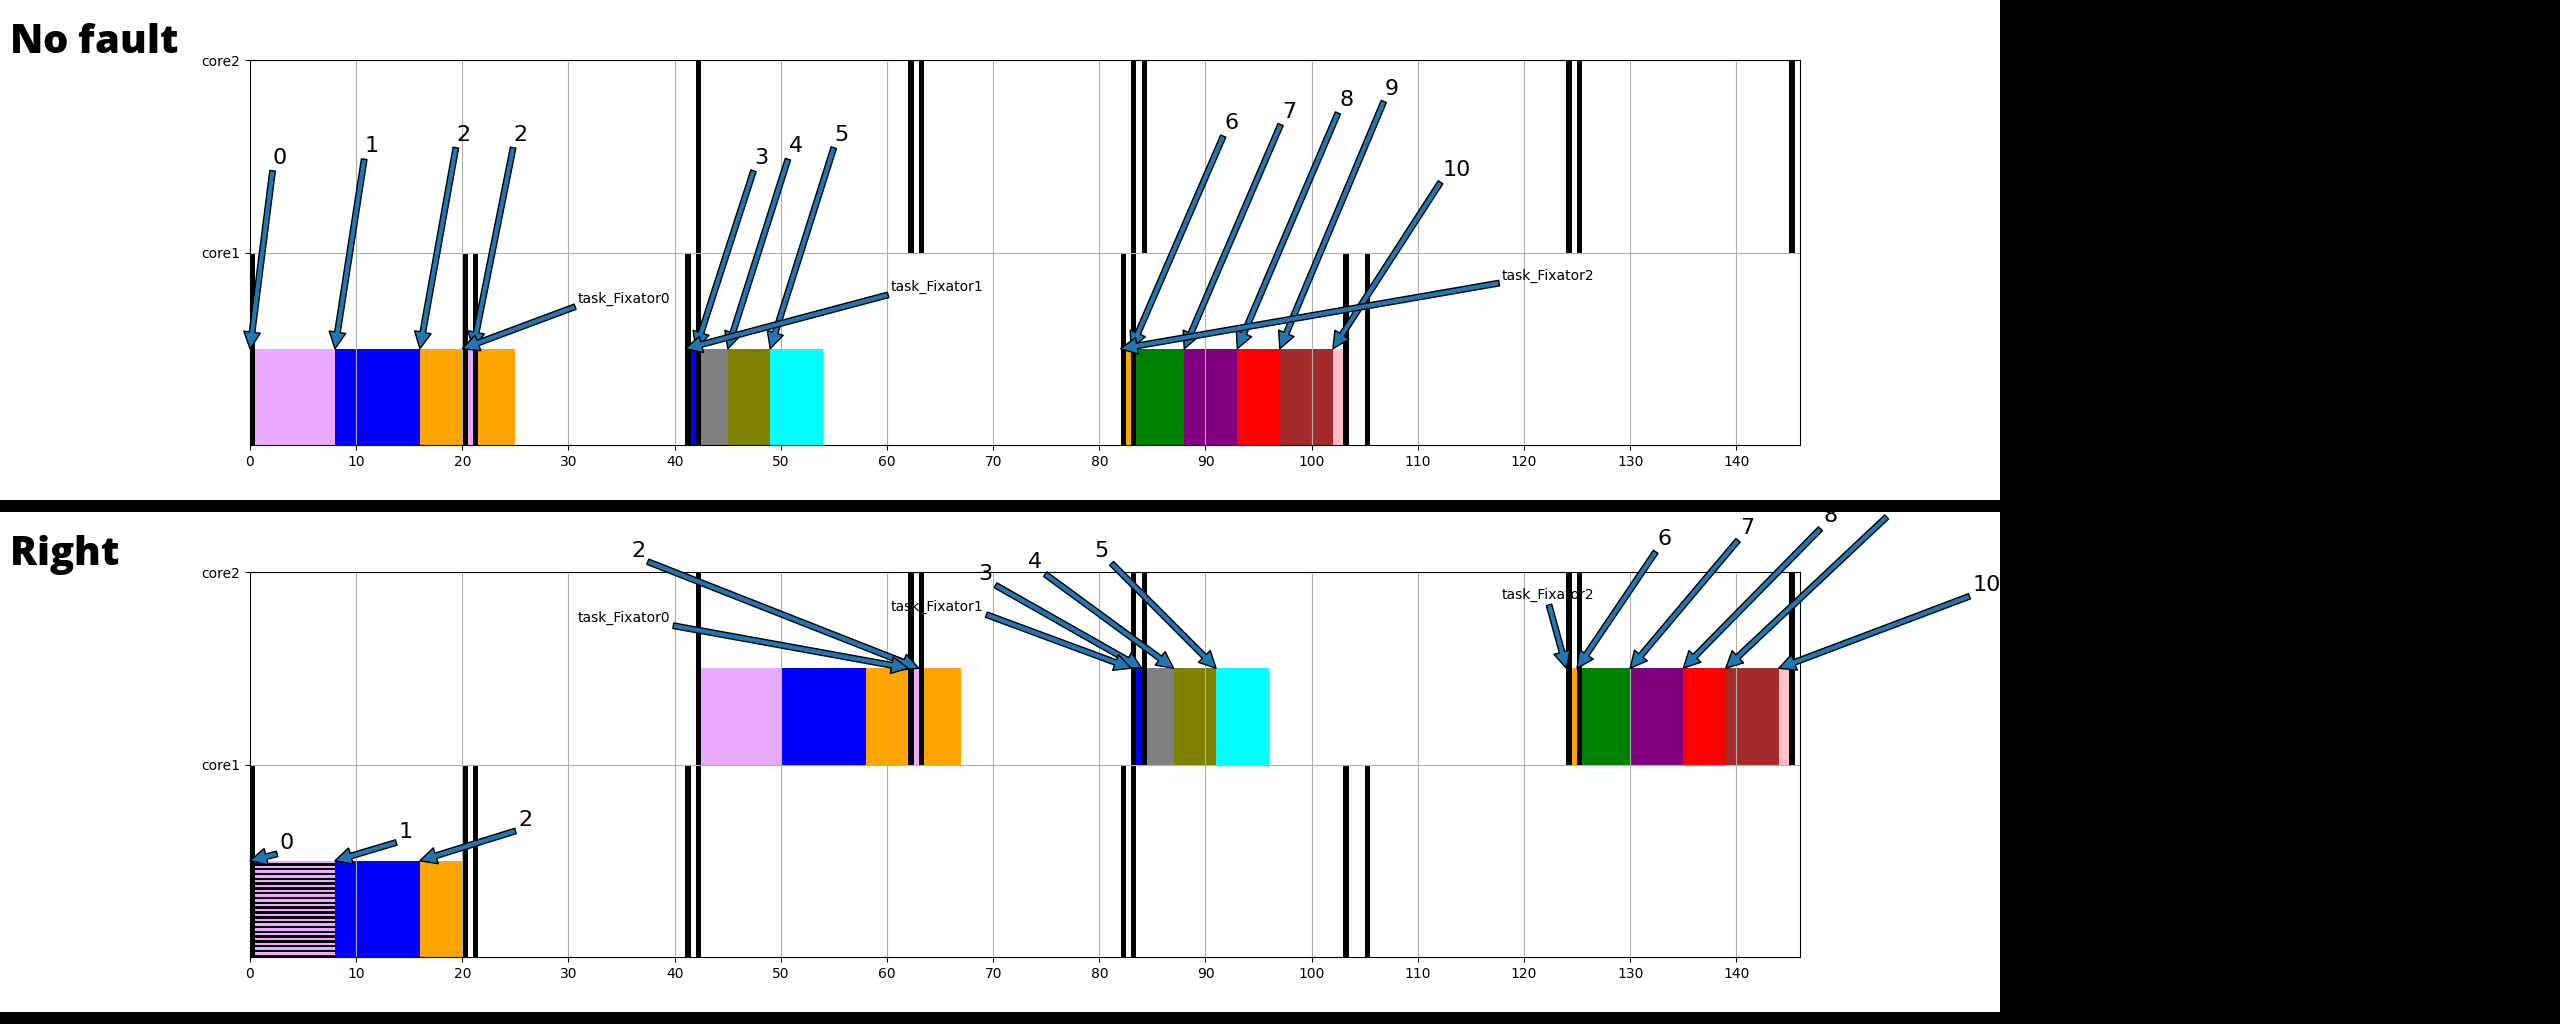 No fault
core2
9
8
7
6
2 2 5
1 4
0 3
10
core1
task_Fixator2
task_Fixator1
task_Fixator0
0 10 20 30 40 50 60 70 80 90 100 110 120 130 140
Right
8
7
6
2 5
4
core2
3
10
task_Fixator2
task_Fixator1
task_Fixator0
core1
2
1
0
0 10 20 30 40 50 60 70 80 90 100 110 120 130 140